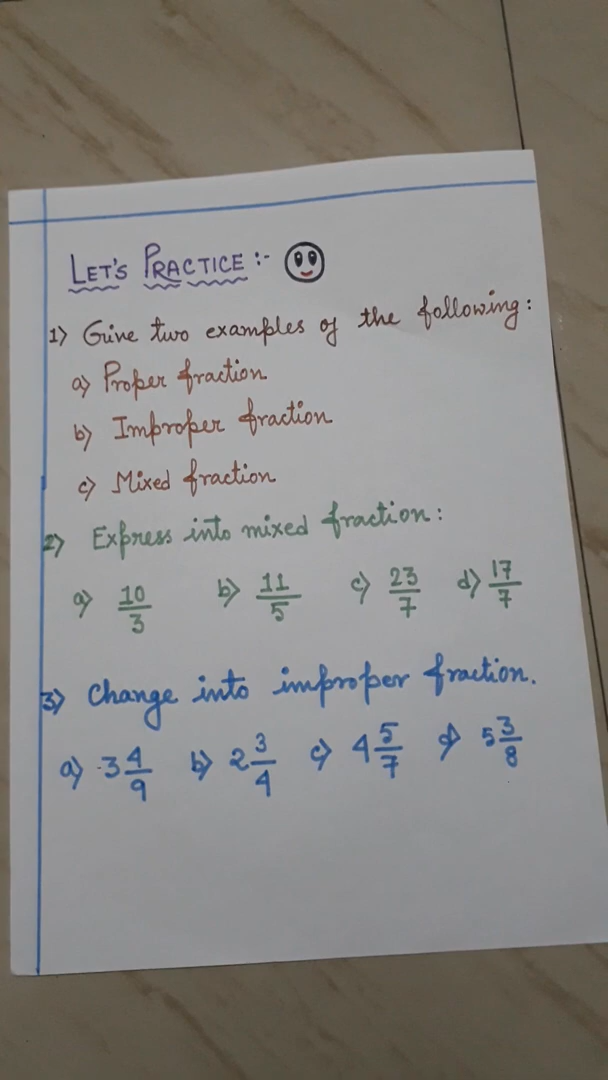 LET'S PRACTICE :-
1) Give two examples of the following:
a) Proper fraction
b) Improper fraction
c) Mixed fraction
2) Express into mixed fraction:
a) 10/3 b) 11/5 c) 23/7 d) 17/7
3) Change into improper fraction.
a) 3 4/9 b) 2 3/4 c) 4 5/7 d) 5 3/8